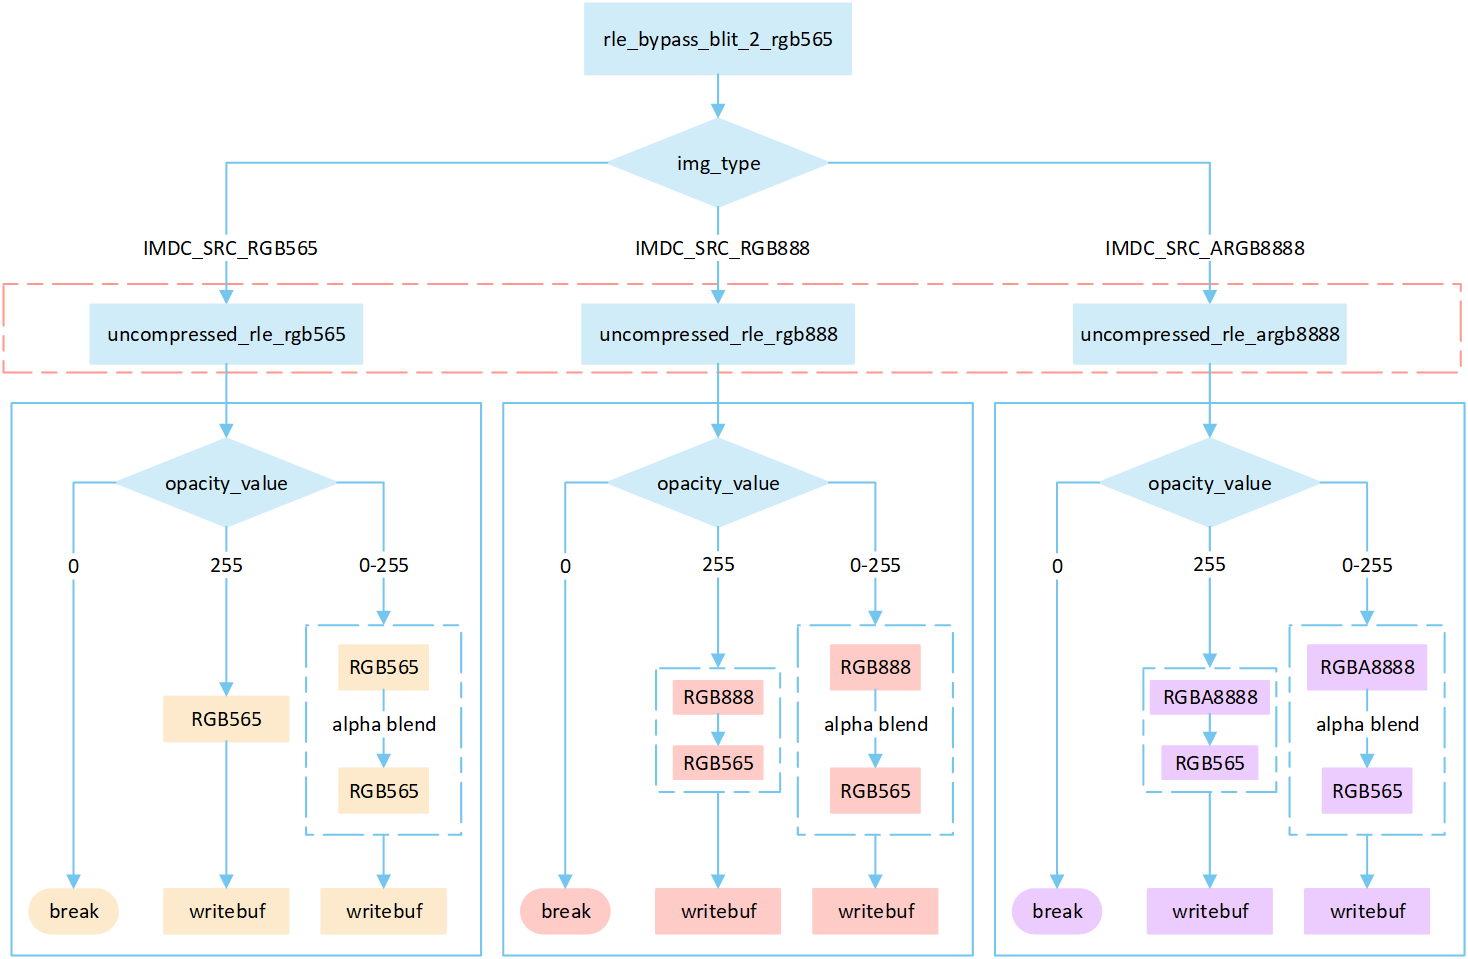 rle_bypass_blit_2_rgb565
img_type
IMDC_SRC_RGB565
IMDC_SRC_RGB888
IMDC_SRC_ARGB8888
uncompressed_rle_rgb565
uncompressed_rle_rgb888
uncompressed_rle_argb8888
opacity_value
0
255
0-255
RGB565
RGB565
alpha blend
RGB565
break
writebuf
writebuf
opacity_value
0
255
0-255
RGB888
RGB565
RGB888
alpha blend
RGB565
break
writebuf
writebuf
opacity_value
0
255
0-255
RGBA8888
RGB565
RGBA8888
alpha blend
RGB565
break
writebuf
writebuf